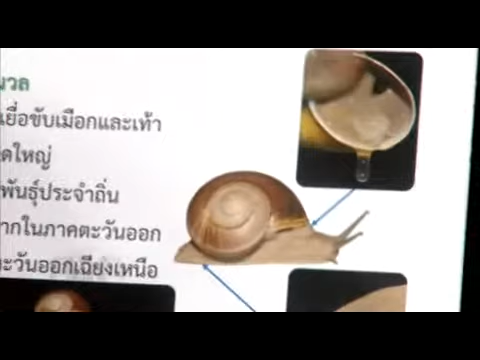 นวล
เยื่อขับเมือกและเท้า
ดใหญ่
พันธุ์ประจำถิ่น
ากในภาคตะวันออก
ะวันออกเฉียงเหนือ